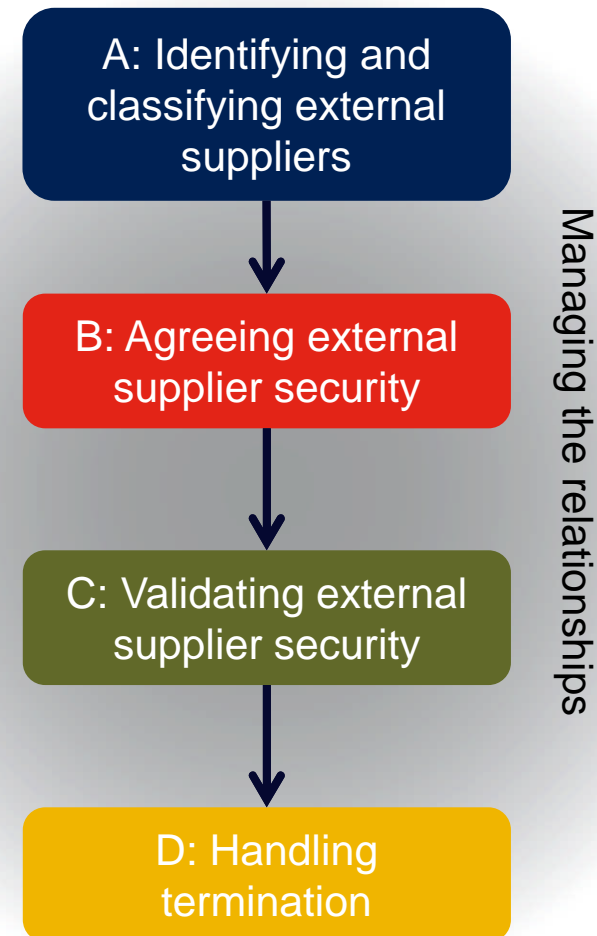 A: Identifying and
classifying external
suppliers
B: Agreeing external
supplier security
C: Validating external
supplier security
D: Handling
termination
Managing the relationships